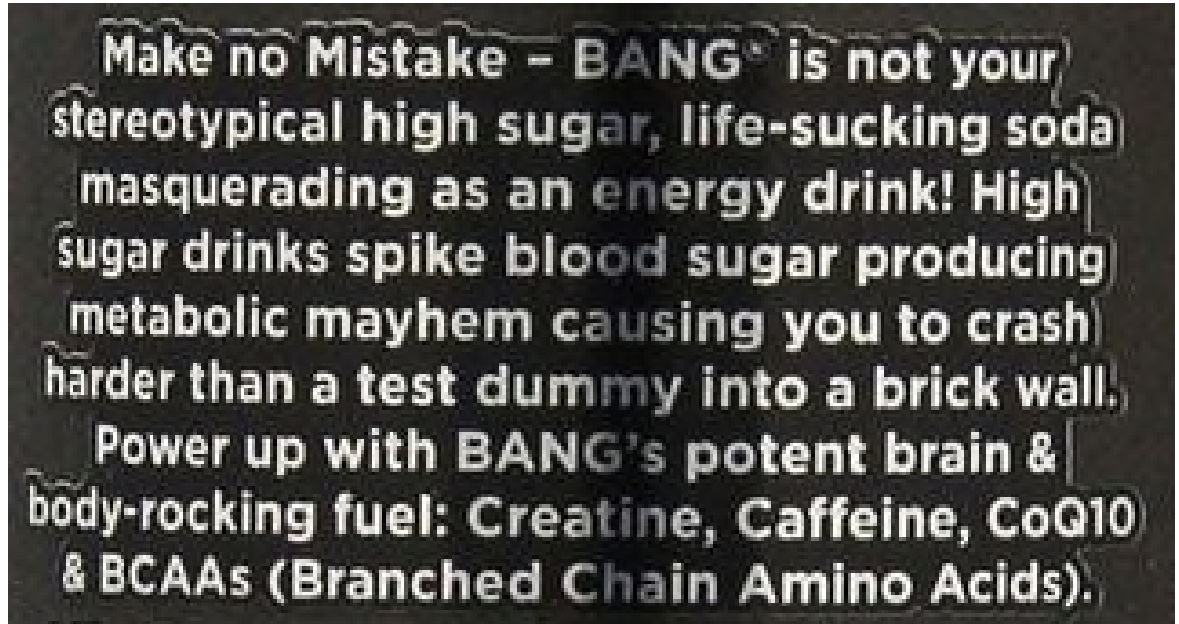 Make no Mistake – BANG® is not your
stereotypical high sugar, life-sucking soda
masquerading as an energy drink! High
sugar drinks spike blood sugar producing
metabolic mayhem causing you to crash
harder than a test dummy into a brick wall.
Power up with BANG's potent brain &
body-rocking fuel: Creatine, Caffeine, CoQ10
& BCAAs (Branched Chain Amino Acids).